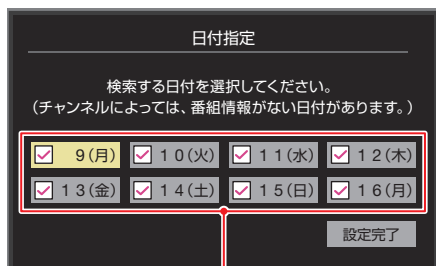 日付指定
検索する日付を選択してください。
（チャンネルによっては、番組情報がない日付があります。）
9（月） 10（火） 11（水） 12（木）
13（金） 14（土） 15（日） 16（月）
設定完了